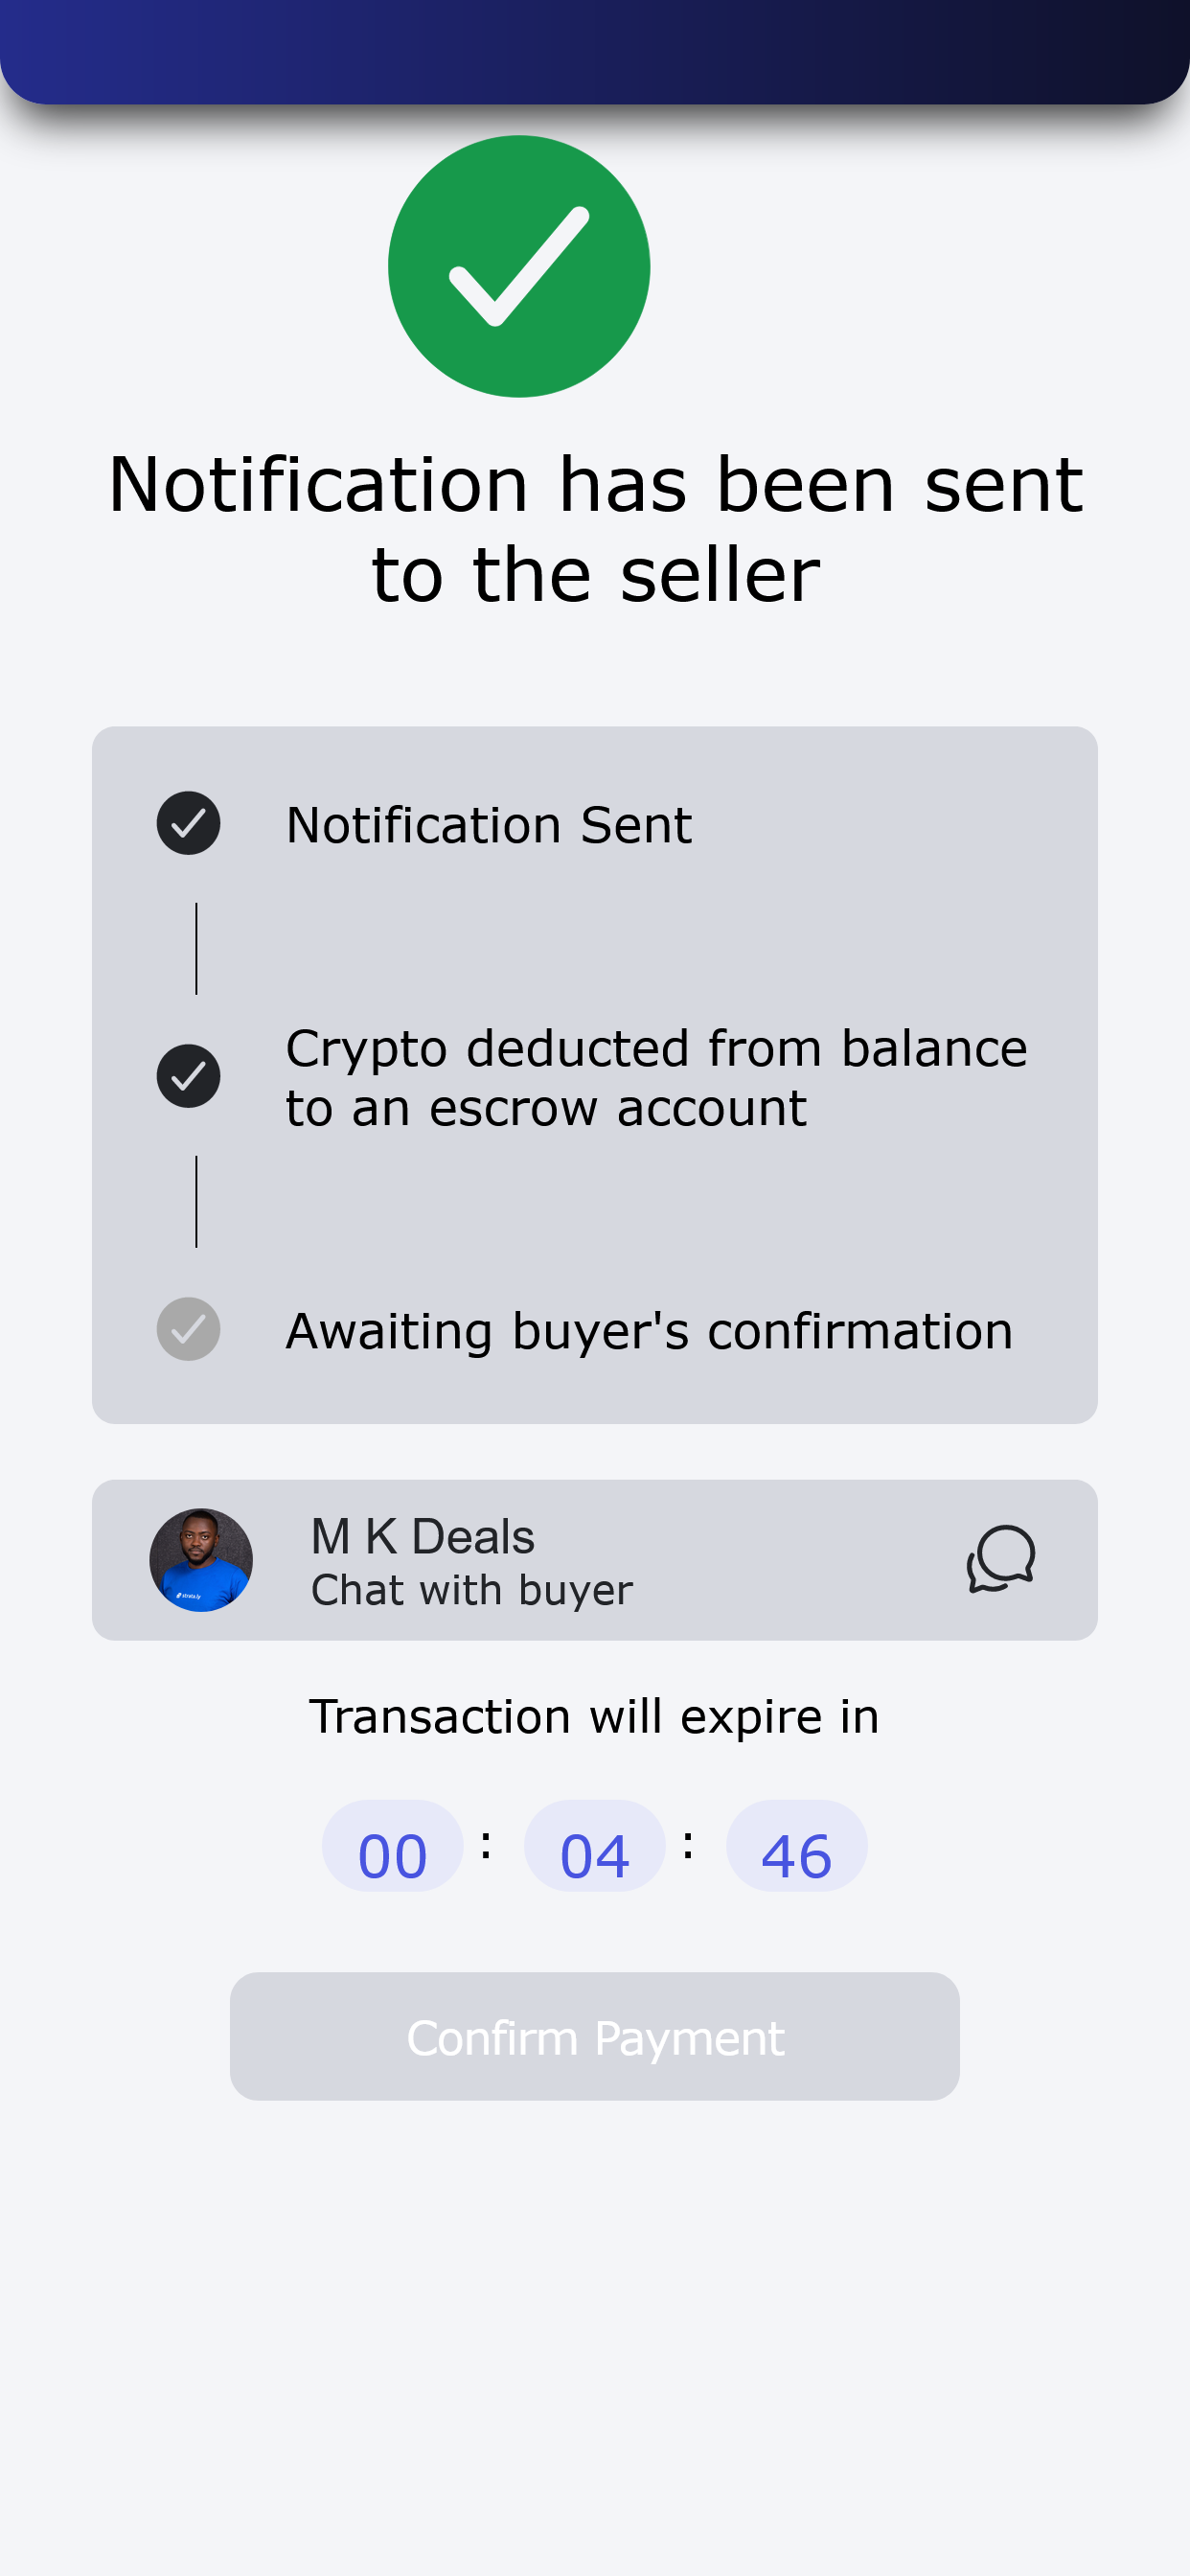 Notification has been sent
to the seller
Notification Sent
Crypto deducted from balance
to an escrow account
Awaiting buyer's confirmation
M K Deals
Chat with buyer
Transaction will expire in
00 : 04 : 46
Confirm Payment